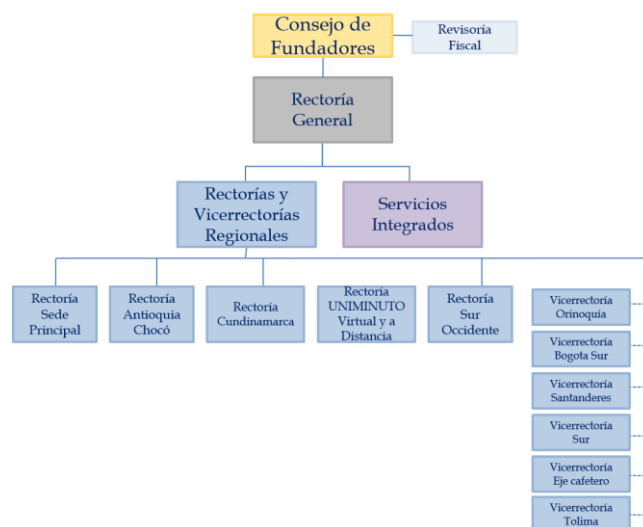 Consejo de
Fundadores
Revisoría
Fiscal
Rectoría
General
Rectorías y
Vicerrectorías
Regionales
Servicios
Integrados
Rectoría
Sede
Principal
Rectoría
Antioquia
Chocó
Rectoría
Cundinamarca
Rectoría
UNIMINUTO
Virtual y a
Distancia
Rectoría
Sur
Occidente
Vicerrectoría
Orinoquía
Vicerrectoría
Bogota Sur
Vicerrectoría
Santanderes
Vicerrectoría
Sur
Vicerrectoría
Eje cafetero
Vicerrectoría
Tolima